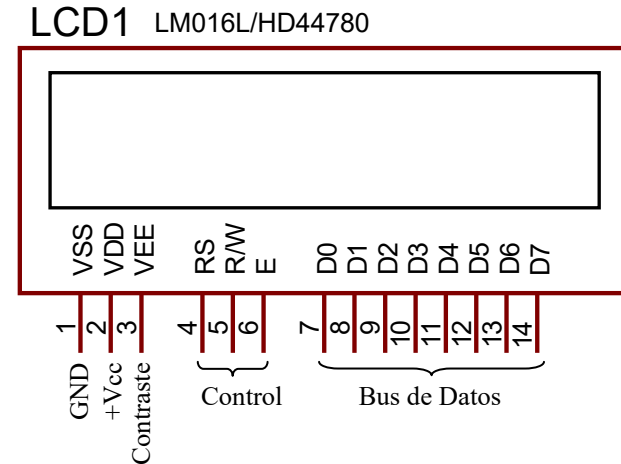 LCD1 LM016L/HD44780
VSS VDD VEE RS R/W E D0 D1 D2 D3 D4 D5 D6 D7
1 2 3 4 5 6 7 8 9 10 11 12 13 14
GND +Vcc Contraste Control Bus de Datos